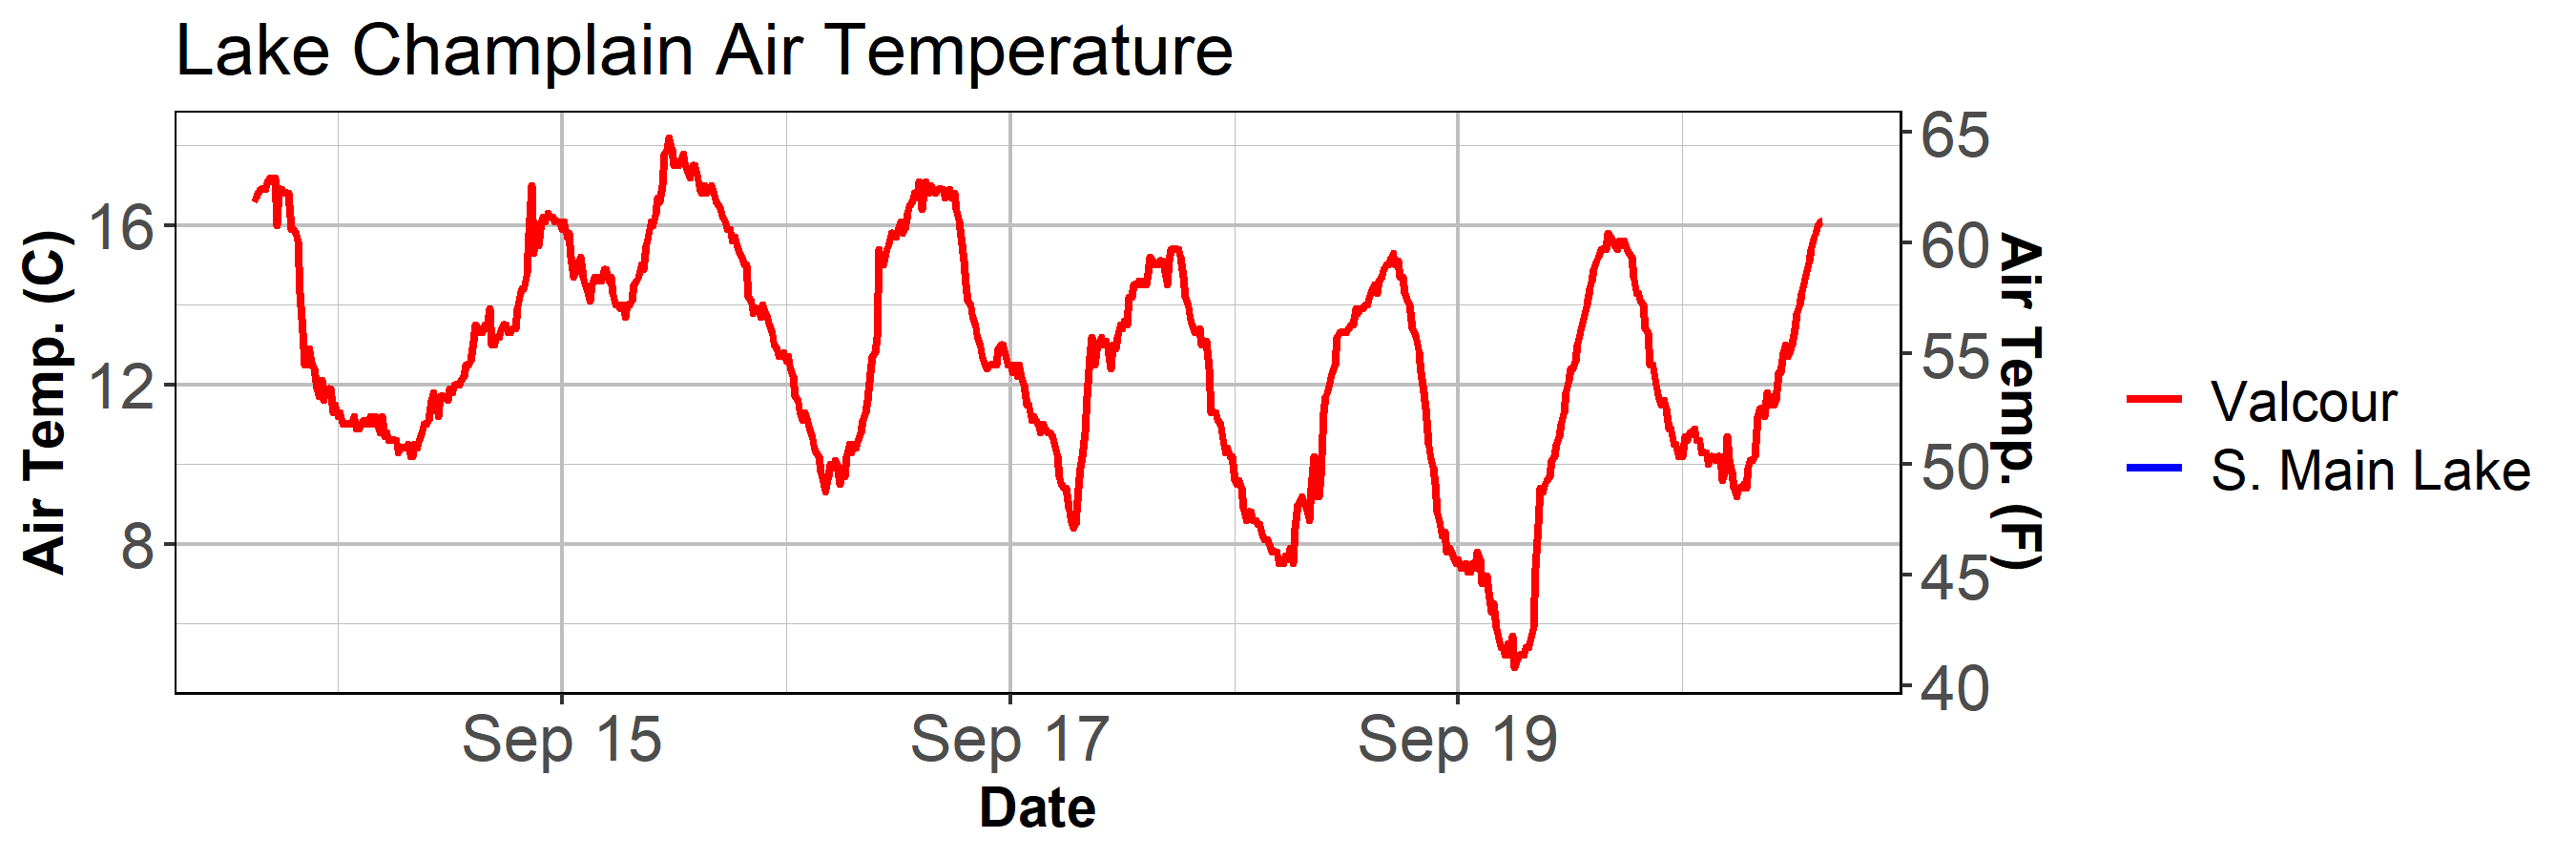 Lake Champlain Air Temperature
Air Temp. (C)
16
12
8
65
60
55
50
45
40
Air Temp. (F)
Sep 15
Sep 17
Sep 19
Date
Valcour
S. Main Lake